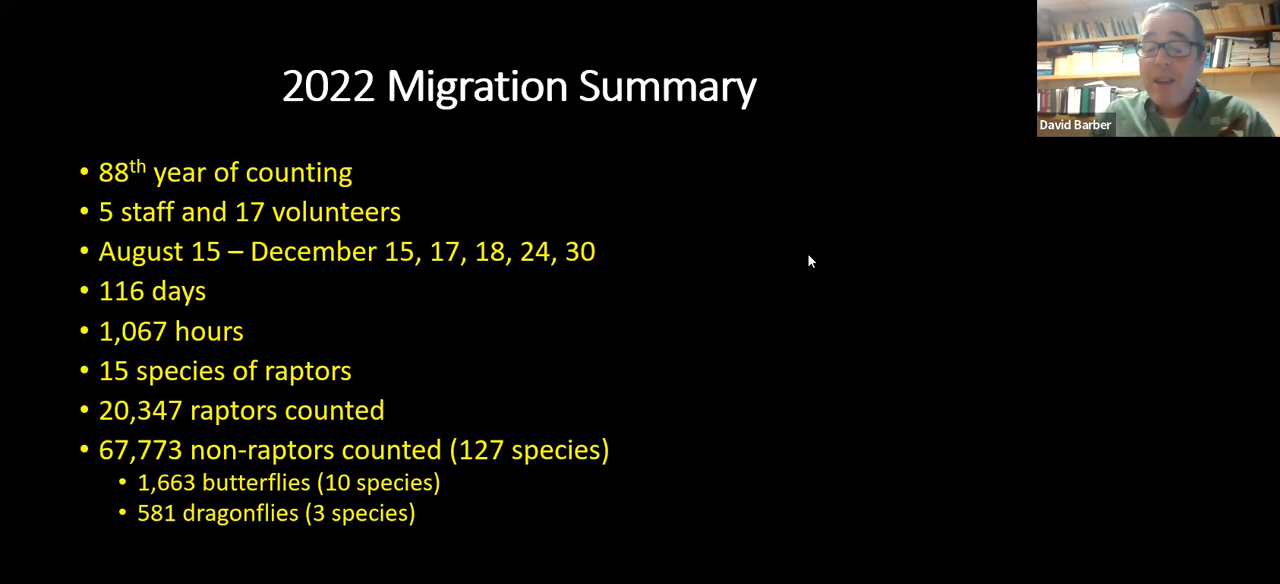 2022 Migration Summary
David Barber
• 88th year of counting
• 5 staff and 17 volunteers
• August 15 – December 15, 17, 18, 24, 30
• 116 days
• 1,067 hours
• 15 species of raptors
• 20,347 raptors counted
• 67,773 non-raptors counted (127 species)
• 1,663 butterflies (10 species)
• 581 dragonflies (3 species)